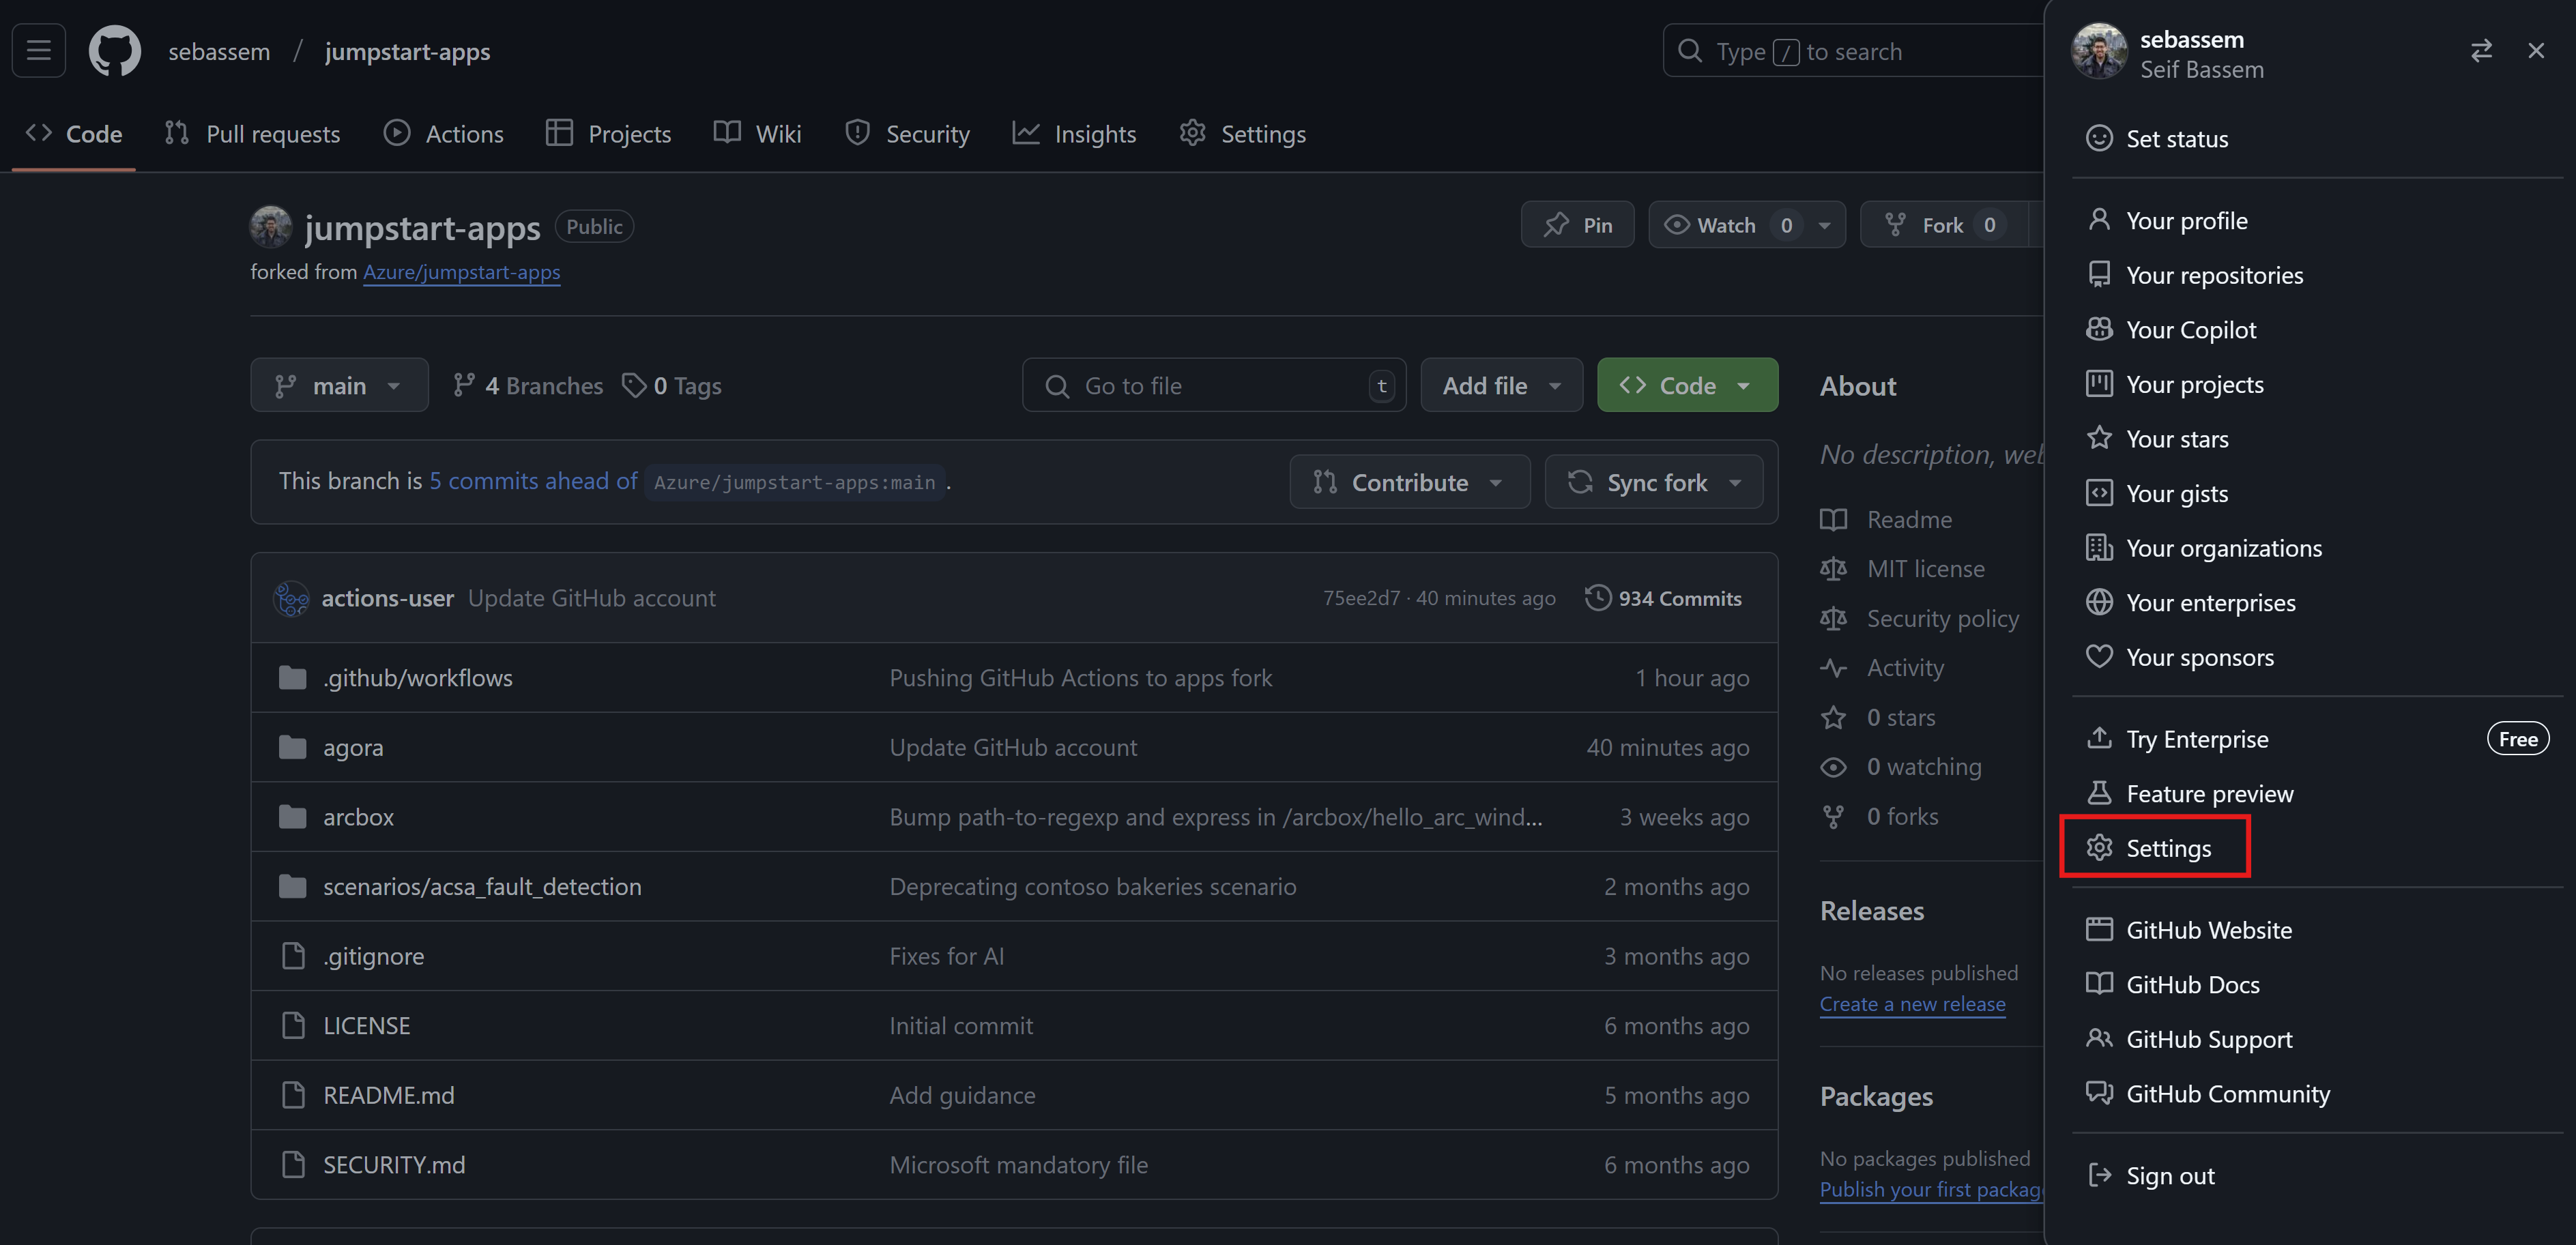 sebassem / jumpstart-apps
Type / to search
Code
Pull requests
Actions
Projects
Wiki
Security
Insights
Settings
jumpstart-apps Public
forked from Azure/jumpstart-apps
Pin
Watch 0
Fork 0
main
4 Branches
0 Tags
Go to file t
Add file
Code
This branch is 5 commits ahead of Azure/jumpstart-apps:main .
Contribute
Sync fork
actions-user Update GitHub account 75ee2d7 · 40 minutes ago 934 Commits
.github/workflows Pushing GitHub Actions to apps fork 1 hour ago
agora Update GitHub account 40 minutes ago
arcbox Bump path-to-regexp and express in /arcbox/hello_arc_wind... 3 weeks ago
scenarios/acsa_fault_detection Deprecating contoso bakeries scenario 2 months ago
.gitignore Fixes for AI 3 months ago
LICENSE Initial commit 6 months ago
README.md Add guidance 5 months ago
SECURITY.md Microsoft mandatory file 6 months ago
About
No description, we
Readme
MIT license
Security policy
Activity
0 stars
0 watching
0 forks
Releases
No releases published
Create a new release
Packages
No packages published
Publish your first packag
sebassem
Seif Bassem
Set status
Your profile
Your repositories
Your Copilot
Your projects
Your stars
Your gists
Your organizations
Your enterprises
Your sponsors
Try Enterprise Free
Feature preview
Settings
GitHub Website
GitHub Docs
GitHub Support
GitHub Community
Sign out